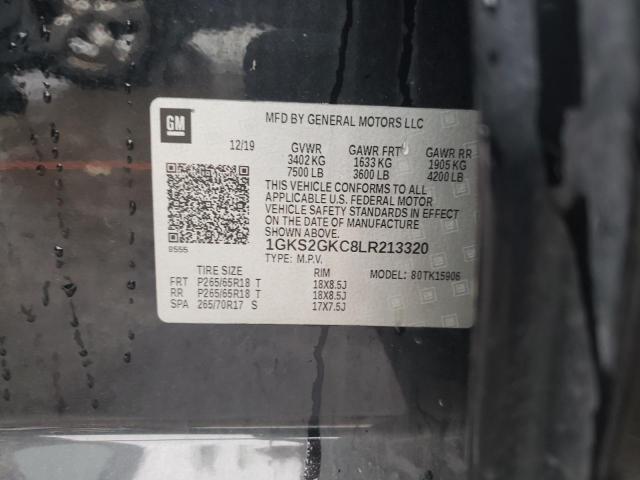 GM
MFD BY GENERAL MOTORS LLC
12/19 GVWR GAWR FRT GAWR RR
3402 KG 1633 KG 1905 KG
7500 LB 3600 LB 4200 LB
THIS VEHICLE CONFORMS TO ALL
APPLICABLE U.S. FEDERAL MOTOR
VEHICLE SAFETY STANDARDS IN EFFECT
ON THE DATE OF MANUFACTURE
SHOWN ABOVE.
8555 1GKS2GKC8LR213320
TYPE: M.P.V.
TIRE SIZE RIM MODEL: 80TK15906
FRT P265/65R18 T 18X8.5J
RR P265/65R18 T 18X8.5J
SPA 265/70R17 S 17X7.5J